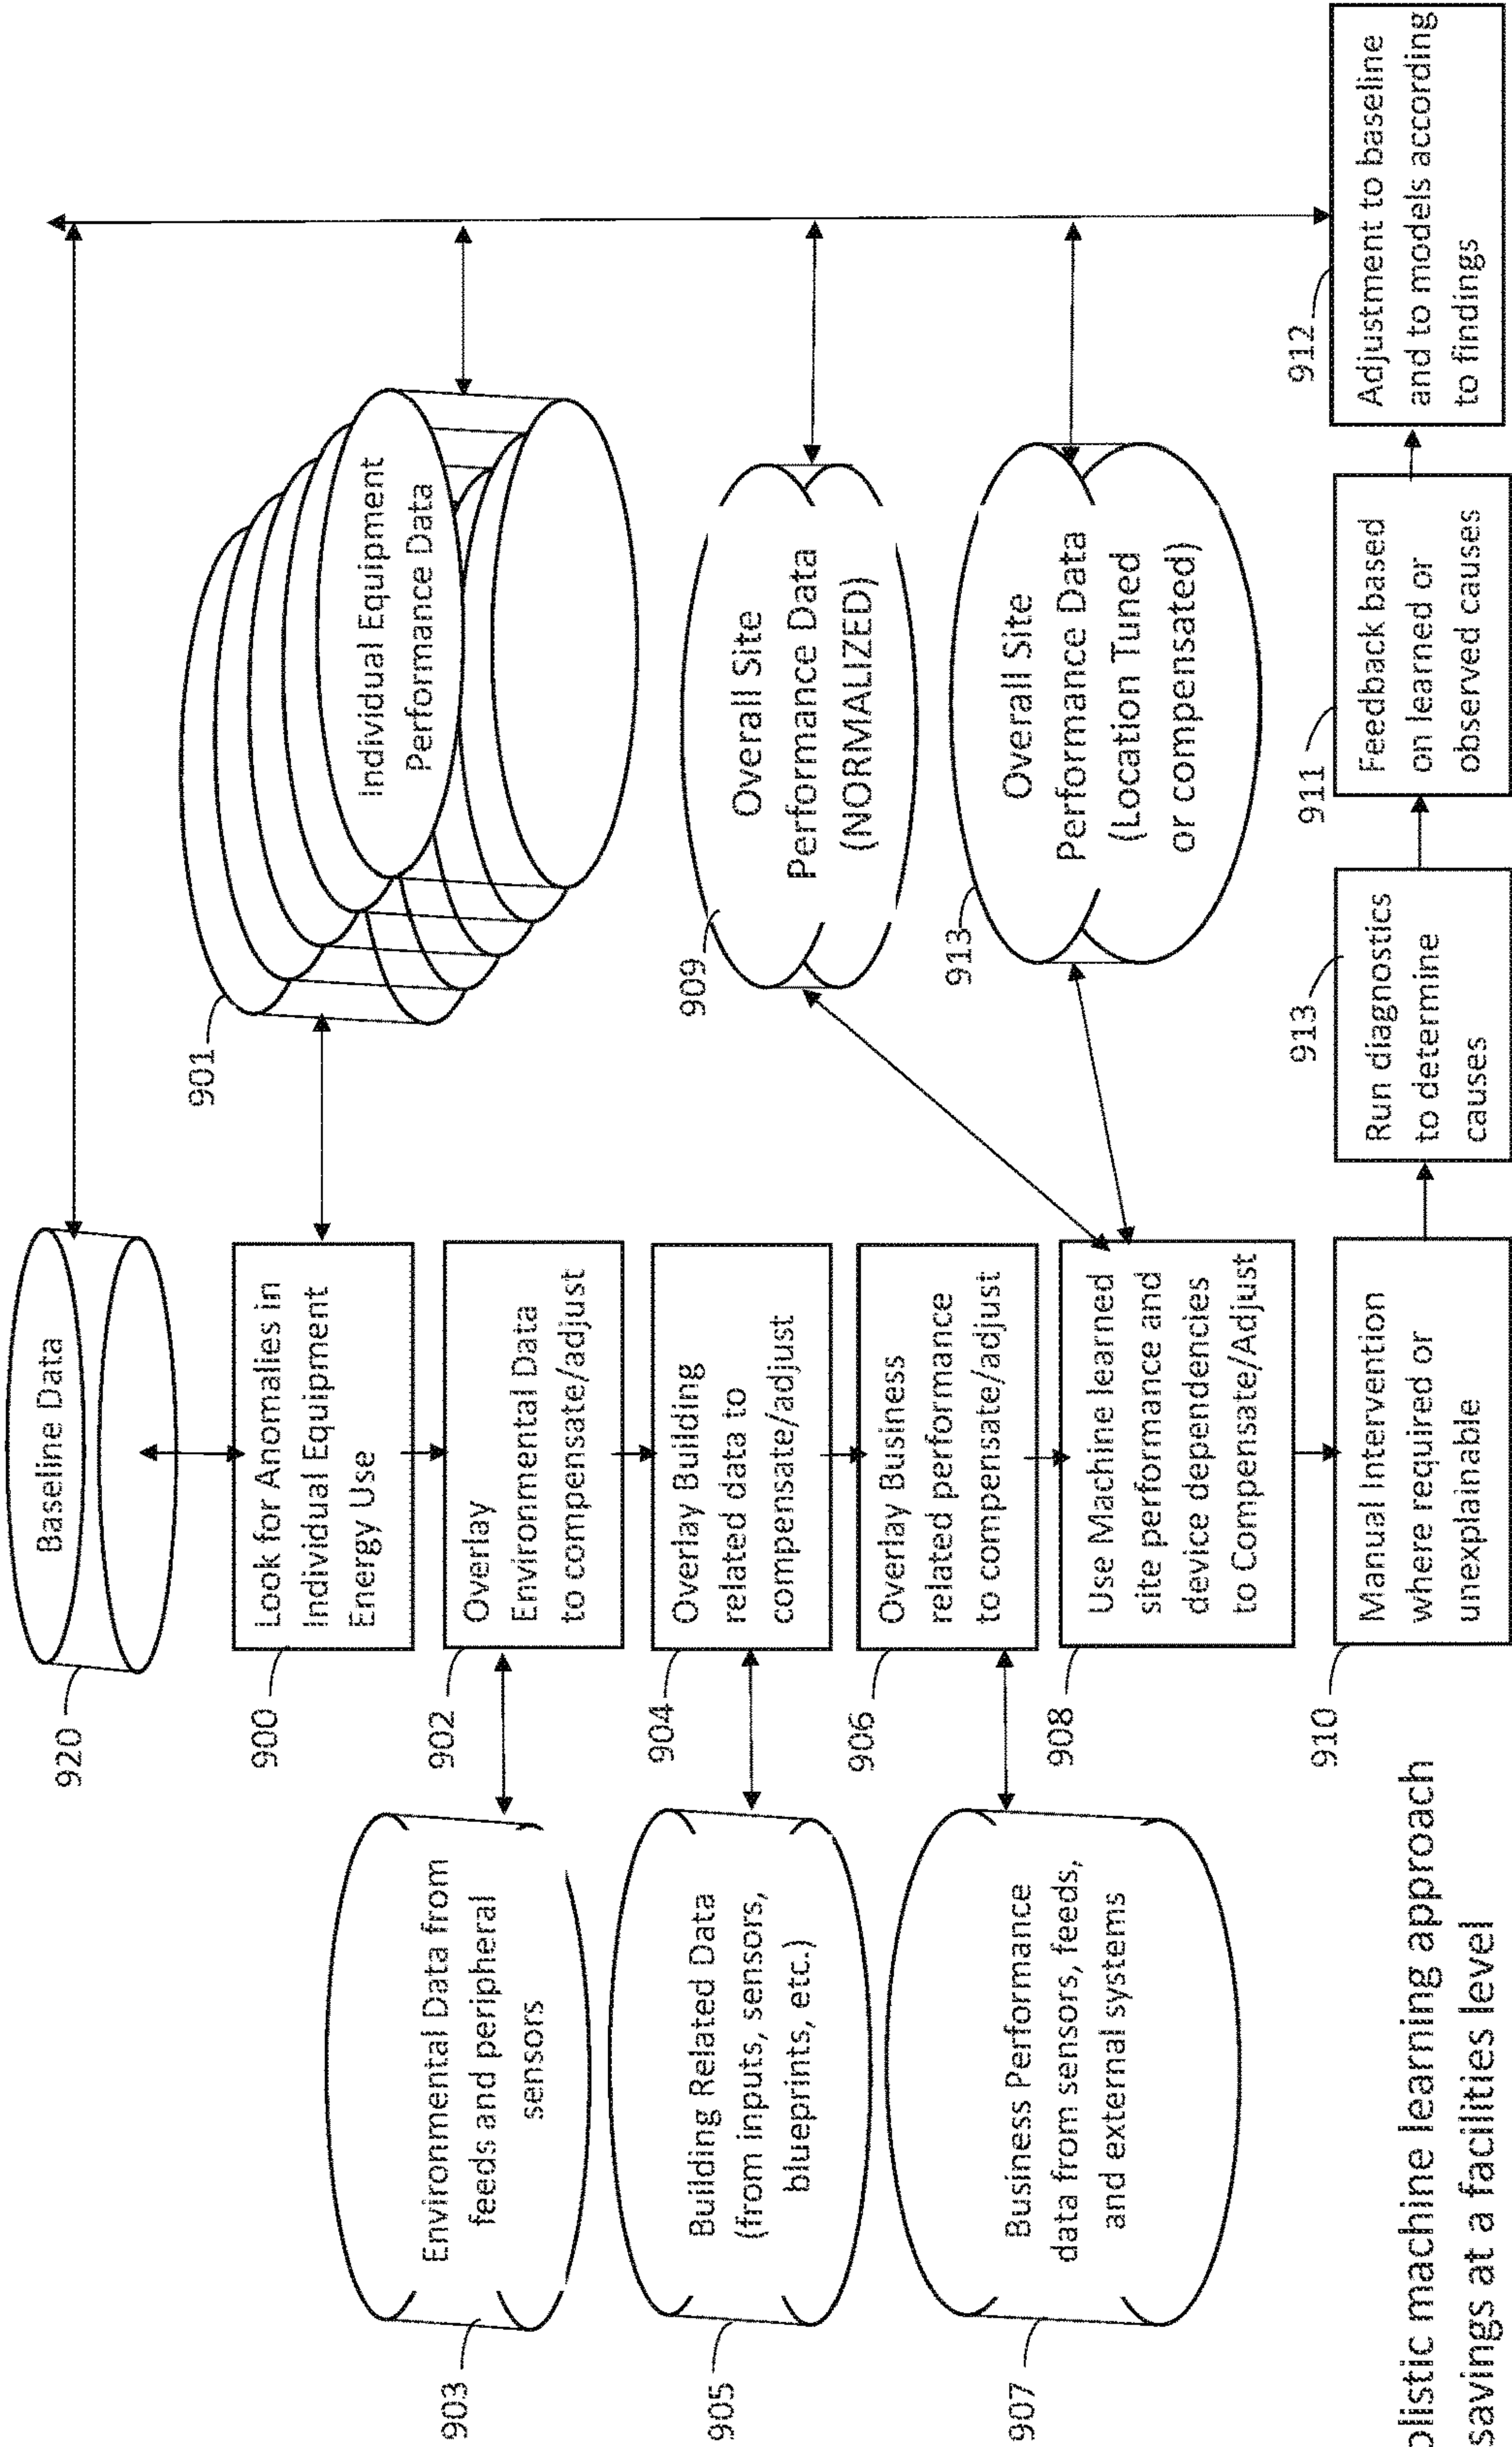 Baseline Data
920
Look for Anomalies in
Individual Equipment
Energy Use
900
901
Individual Equipment
Performance Data
Overlay
Environmental Data
to compensate/adjust
902
Environmental Data from
feeds and peripheral
sensors
903
Overlay Building
related data to
compensate/adjust
904
Building Related Data
(from inputs, sensors,
blueprints, etc.)
905
Overall Site
Performance Data
(NORMALIZED)
909
Overlay Business
related performance
to compensate/adjust
906
Business Performance
data from sensors, feeds,
and external systems
907
Overall Site
Performance Data
(Location Tuned
or compensated)
913
Use Machine learned
site performance and
device dependencies
to Compensate/Adjust
908
Manual Intervention
where required or
unexplainable
910
Run diagnostics
to determine
causes
913
Feedback based
on learned or
observed causes
911
Adjustment to baseline
and to models according
to findings
912
machine learning approach
savings at a facilities level